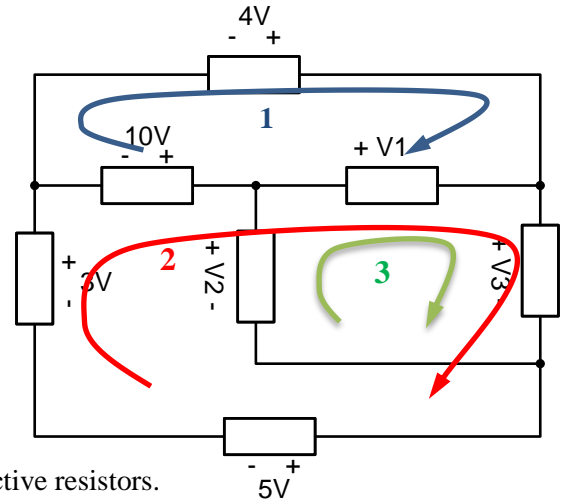 4V
- +
1
10V
- +
+ V1
+
3V
-
2
+ V2 -
3
+ V3 -
- +
5V
ctive resistors.